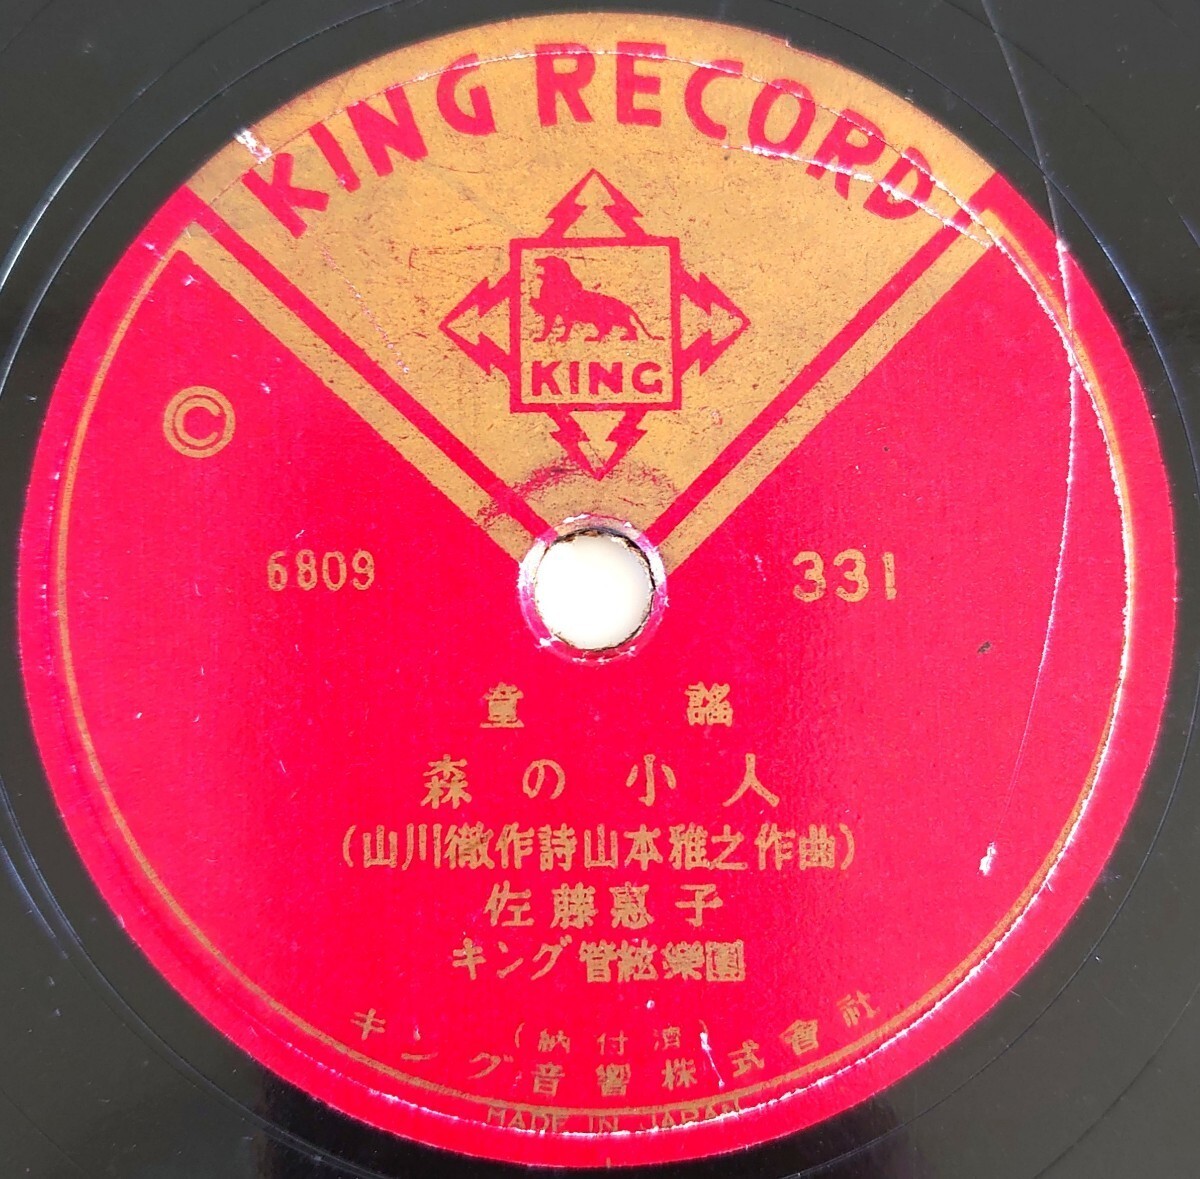 KING RECORD
KING
©
6809
331
童謠
森の小人
(山川徹作詩山本雅之作曲)
佐藤惠子
キング管絃樂團
(納付濟)
キング音響株式會社
MADE IN JAPAN